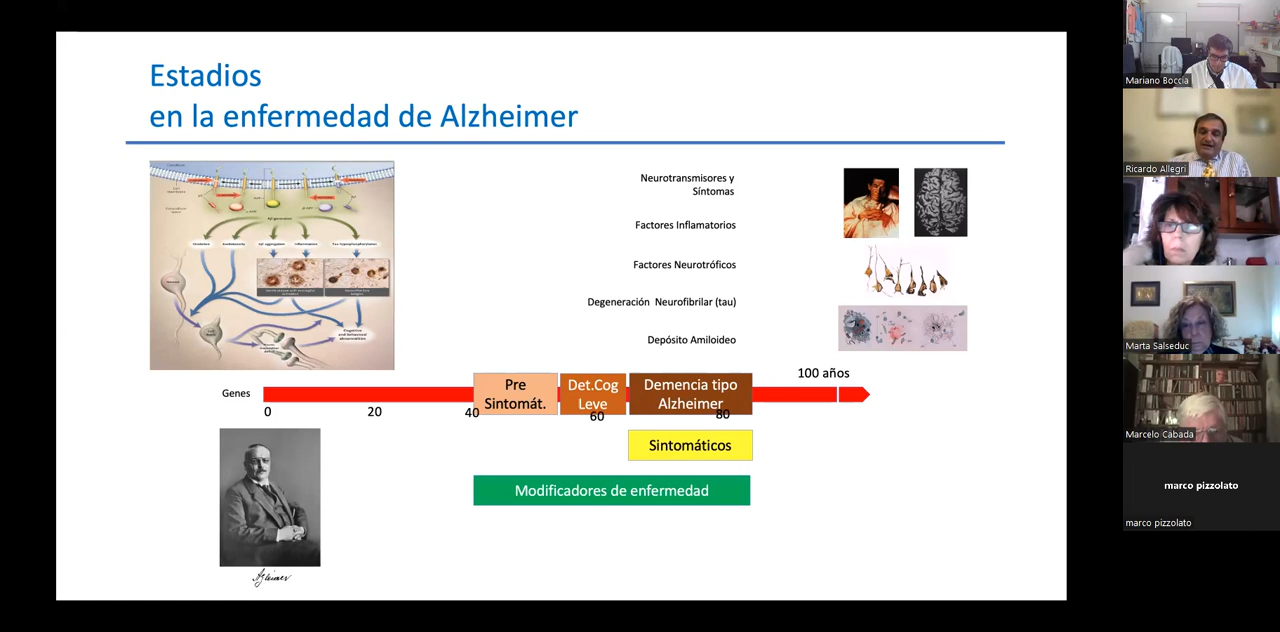 Estadios
en la enfermedad de Alzheimer
Neurotransmisores y
Síntomas
Factores Inflamatorios
Factores Neurotróficos
Degeneración Neurofibrilar (tau)
Depósito Amiloideo
Genes
Pre
Sintomát.
Det.Cog
Leve
Demencia tipo
Alzheimer
100 años
0
20
40
60
80
Sintomáticos
Modificadores de enfermedad
Mariano Boccia
Ricardo Allegri
Marta Salseduc
Marcelo Cabada
marco pizzolato
marco pizzolato